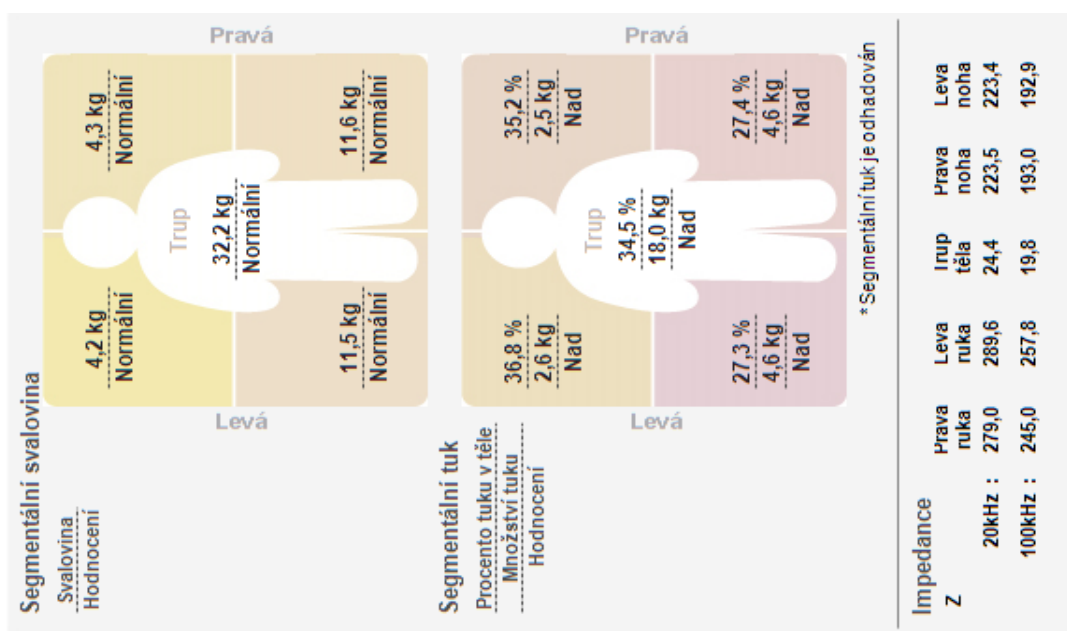 Segmentální svalovina
Svalovina
Hodnocení
Levá
Pravá
4,2 kg
Normální
4,3 kg
Normální
Trup
32,2 kg
Normální
11,5 kg
Normální
11,6 kg
Normální
Segmentální tuk
Procento tuku v těle
Množství tuku
Hodnocení
Levá
Pravá
36,8 %
2,6 kg
Nad
35,2 %
2,5 kg
Nad
Trup
34,5 %
18,0 kg
Nad
27,3 %
4,6 kg
Nad
27,4 %
4,6 kg
Nad
* Segmentální tuk je odhadován
Impedance
Z
Prava ruka Leva ruka Trup těla Prava noha Leva noha
20kHz : 279,0 289,6 24,4 223,5 223,4
100kHz : 245,0 257,8 19,8 193,0 192,9